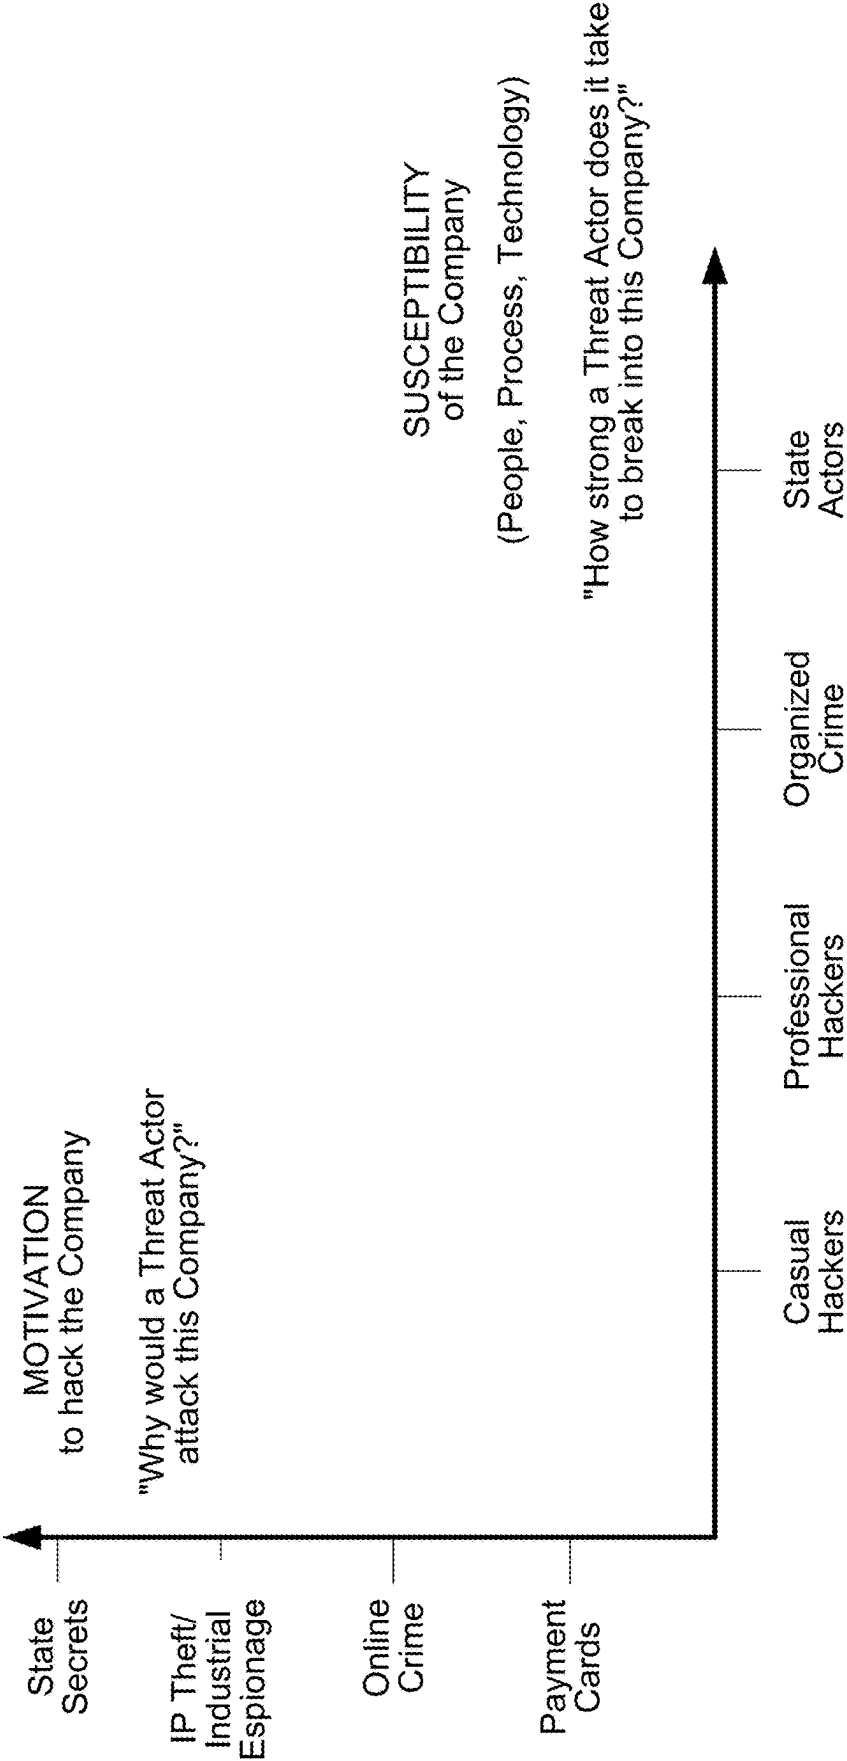 MOTIVATION
to hack the Company
"Why would a Threat Actor
attack this Company?"
State
Secrets
IP Theft/
Industrial
Espionage
Online
Crime
Payment
Cards
SUSCEPTIBILITY
of the Company
(People, Process, Technology)
"How strong a Threat Actor does it take
to break into this Company?"
Casual
Hackers
Professional
Hackers
Organized
Crime
State
Actors